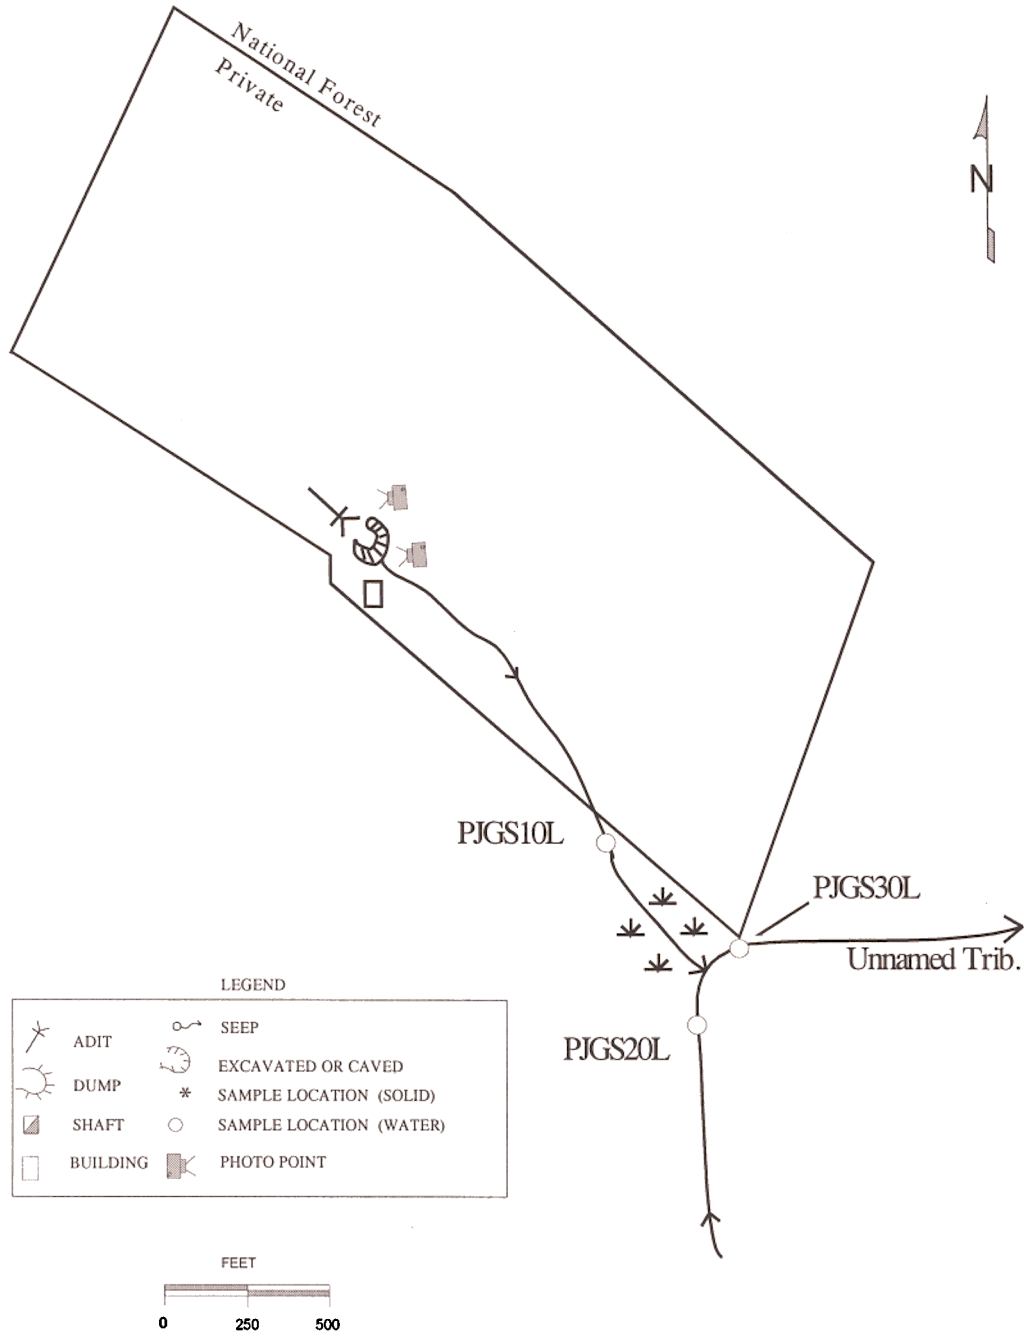 National Forest
Private
N
PJGS10L
PJGS30L
Unnamed Trib.
PJGS20L
LEGEND
ADIT
SEEP
DUMP
EXCAVATED OR CAVED
SHAFT
SAMPLE LOCATION (SOLID)
SAMPLE LOCATION (WATER)
BUILDING
PHOTO POINT
FEET
0 250 500